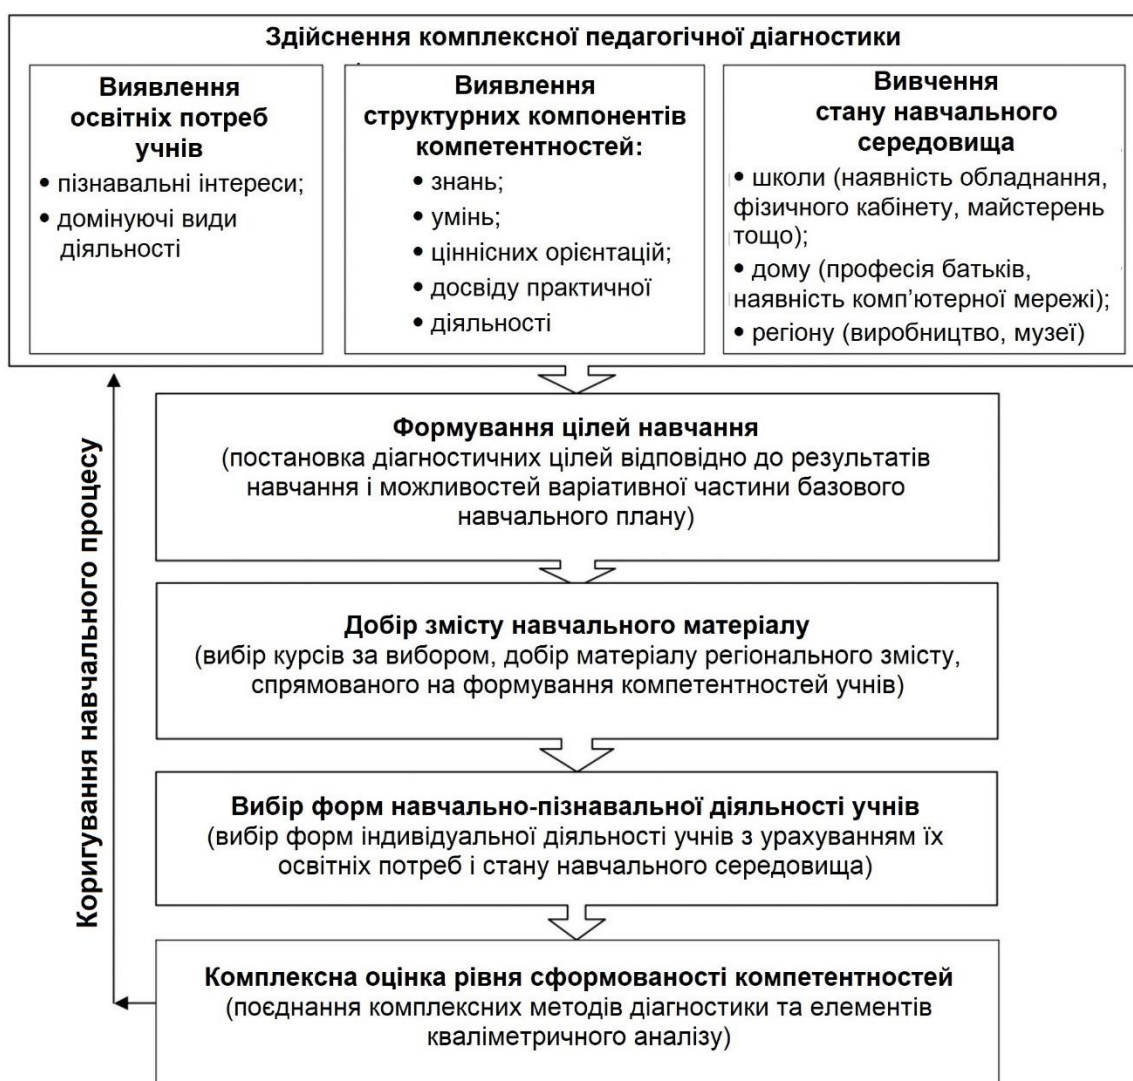 Здійснення комплексної педагогічної діагностики
Виявлення
освітніх потреб
учнів
• пізнавальні інтереси;
• домінуючі види
діяльності
Виявлення
структурних компонентів
компетентностей:
• знань;
• умінь;
• ціннісних орієнтацій;
• досвіду практичної
• діяльності
Вивчення
стану навчального
середовища
• школи (наявність обладнання,
фізичного кабінету, майстерень
тощо);
• дому (професія батьків,
наявність комп’ютерної мережі);
• регіону (виробництво, музеї)
Коригування навчального процесу
Формування цілей навчання
(постановка діагностичних цілей відповідно до результатів
навчання і можливостей варіативної частини базового
навчального плану)
Добір змісту навчального матеріалу
(вибір курсів за вибором, добір матеріалу регіонального змісту,
спрямованого на формування компетентностей учнів)
Вибір форм навчально-пізнавальної діяльності учнів
(вибір форм індивідуальної діяльності учнів з урахуванням їх
освітніх потреб і стану навчального середовища)
Комплексна оцінка рівня сформованості компетентностей
(поєднання комплексних методів діагностики та елементів
кваліметричного аналізу)